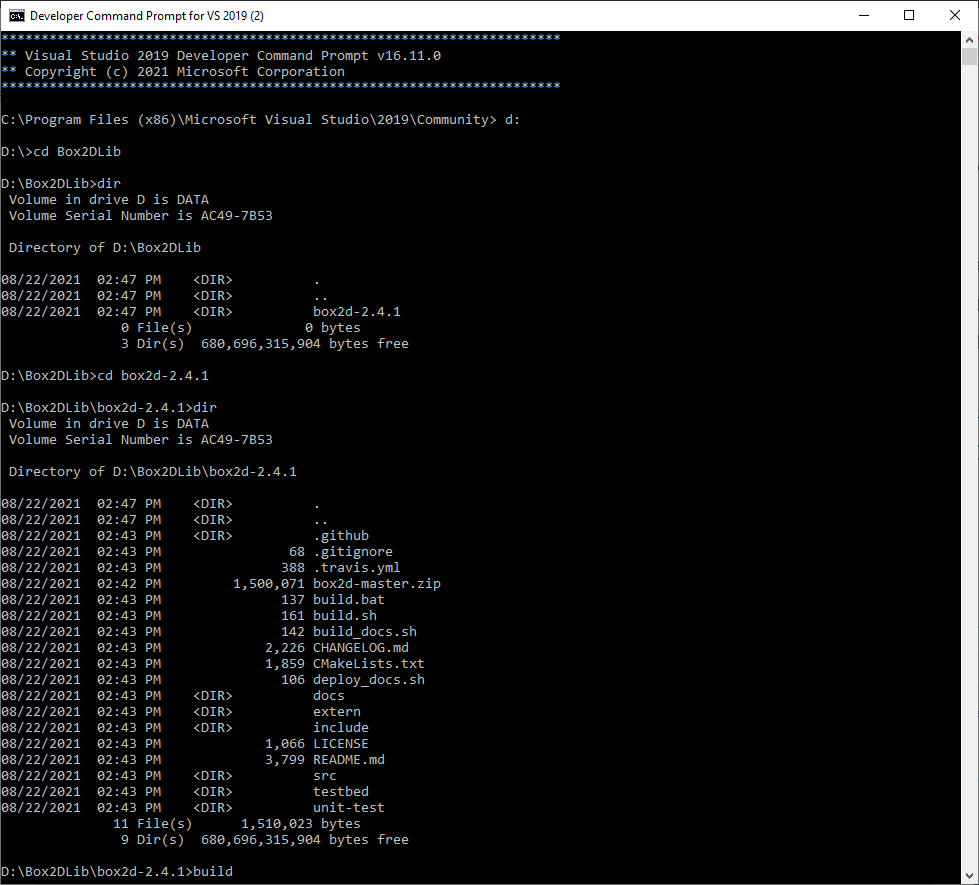 Developer Command Prompt for VS 2019 (2)
**********************************************************************
** Visual Studio 2019 Developer Command Prompt v16.11.0
** Copyright (c) 2021 Microsoft Corporation
**********************************************************************
C:\Program Files (x86)\Microsoft Visual Studio\2019\Community> d:
D:\>cd Box2DLib
D:\Box2DLib>dir
Volume in drive D is DATA
Volume Serial Number is AC49-7B53
Directory of D:\Box2DLib
08/22/2021  02:47 PM    <DIR>          .
08/22/2021  02:47 PM    <DIR>          ..
08/22/2021  02:47 PM    <DIR>          box2d-2.4.1
0 File(s)              0 bytes
3 Dir(s)  680,696,315,904 bytes free
D:\Box2DLib>cd box2d-2.4.1
D:\Box2DLib\box2d-2.4.1>dir
Volume in drive D is DATA
Volume Serial Number is AC49-7B53
Directory of D:\Box2DLib\box2d-2.4.1
08/22/2021  02:47 PM    <DIR>          .
08/22/2021  02:47 PM    <DIR>          ..
08/22/2021  02:43 PM    <DIR>          .github
08/22/2021  02:43 PM                68 .gitignore
08/22/2021  02:43 PM               388 .travis.yml
08/22/2021  02:42 PM         1,500,071 box2d-master.zip
08/22/2021  02:43 PM               137 build.bat
08/22/2021  02:43 PM               161 build.sh
08/22/2021  02:43 PM               142 build_docs.sh
08/22/2021  02:43 PM             2,226 CHANGELOG.md
08/22/2021  02:43 PM             1,859 CMakeLists.txt
08/22/2021  02:43 PM               106 deploy_docs.sh
08/22/2021  02:43 PM    <DIR>          docs
08/22/2021  02:43 PM    <DIR>          extern
08/22/2021  02:43 PM    <DIR>          include
08/22/2021  02:43 PM             1,066 LICENSE
08/22/2021  02:43 PM             3,799 README.md
08/22/2021  02:43 PM    <DIR>          src
08/22/2021  02:43 PM    <DIR>          testbed
08/22/2021  02:43 PM    <DIR>          unit-test
11 File(s)      1,510,023 bytes
9 Dir(s)  680,696,315,904 bytes free
D:\Box2DLib\box2d-2.4.1>build